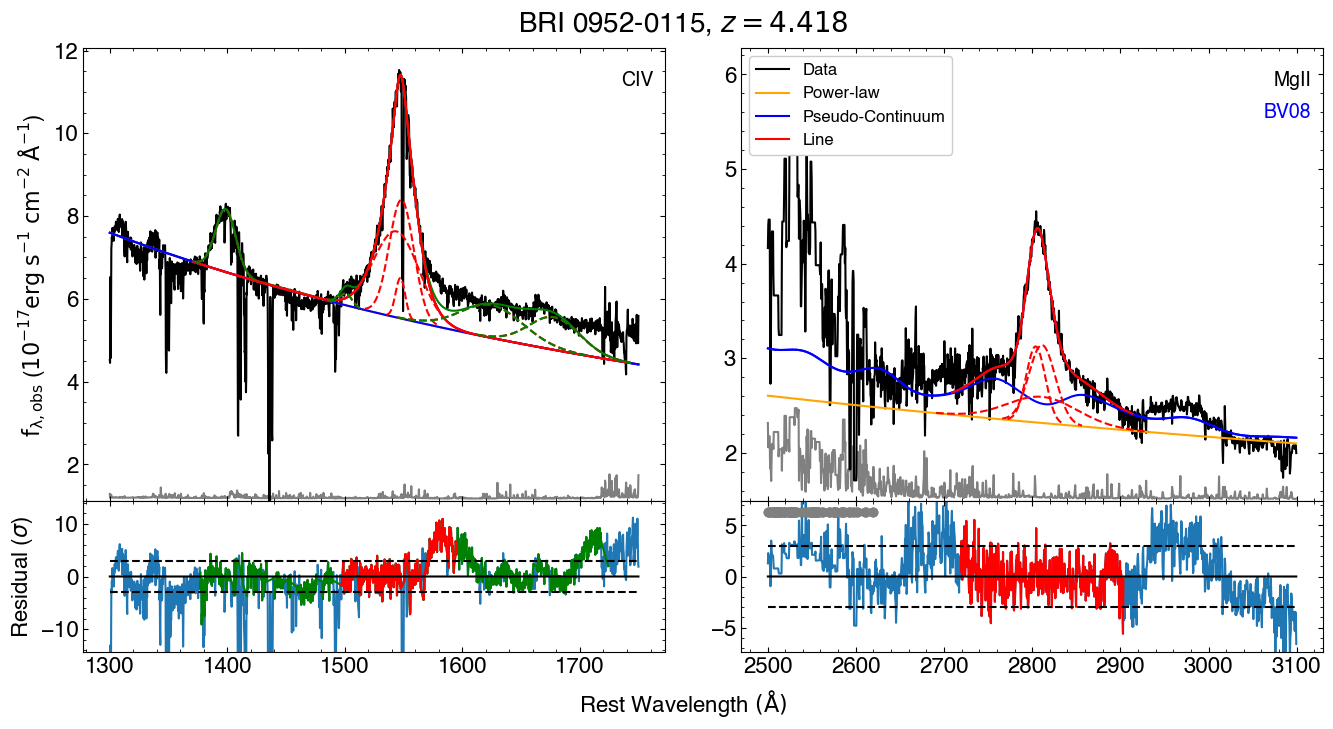 BRI 0952-0115, z = 4.418
12
10
8
6
4
2
f_λ,obs (10^−17 erg s^−1 cm^−2 Å^−1)
CIV
6
5
4
3
2
Data
Power-law
Pseudo-Continuum
Line
MgII
BV08
10
0
−10
Residual (σ)
5
0
−5
1300 1400 1500 1600 1700
2500 2600 2700 2800 2900 3000 3100
Rest Wavelength (Å)